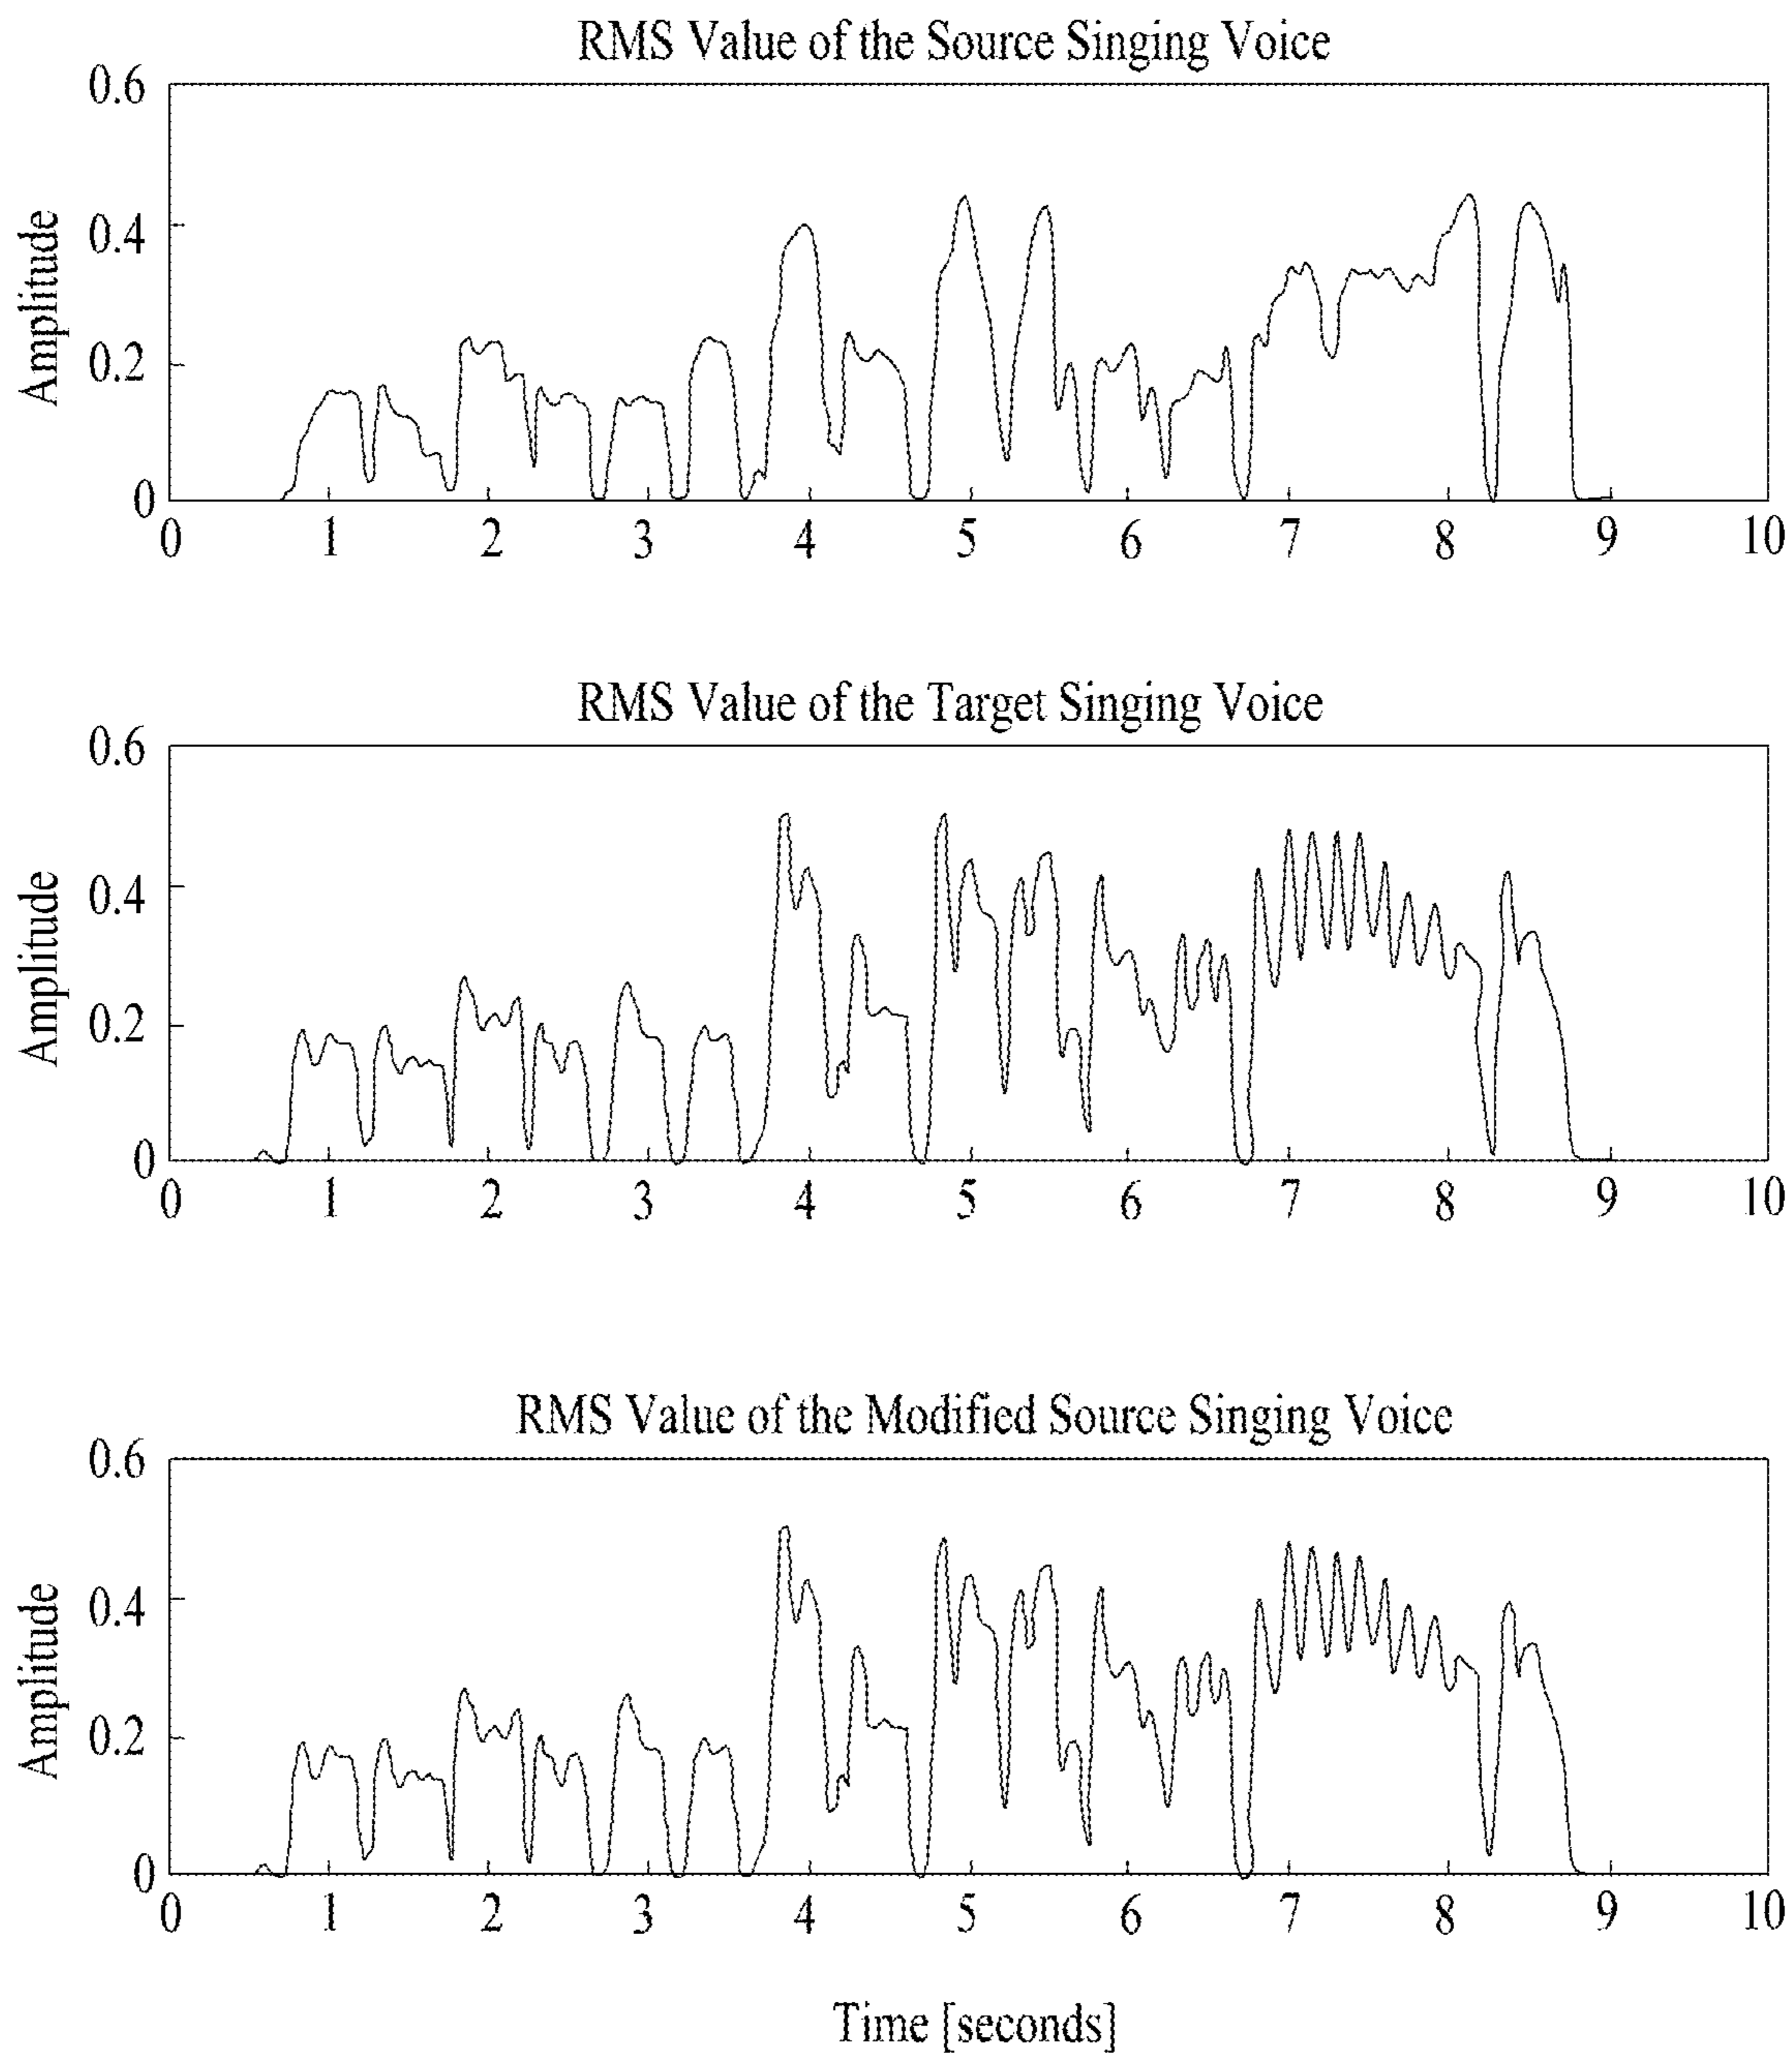 RMS Value of the Source Singing Voice
0.6
0.4
0.2
0
Amplitude
0 1 2 3 4 5 6 7 8 9 10
RMS Value of the Target Singing Voice
0.6
0.4
0.2
0
Amplitude
0 1 2 3 4 5 6 7 8 9 10
RMS Value of the Modified Source Singing Voice
0.6
0.4
0.2
0
Amplitude
0 1 2 3 4 5 6 7 8 9 10
Time [seconds]